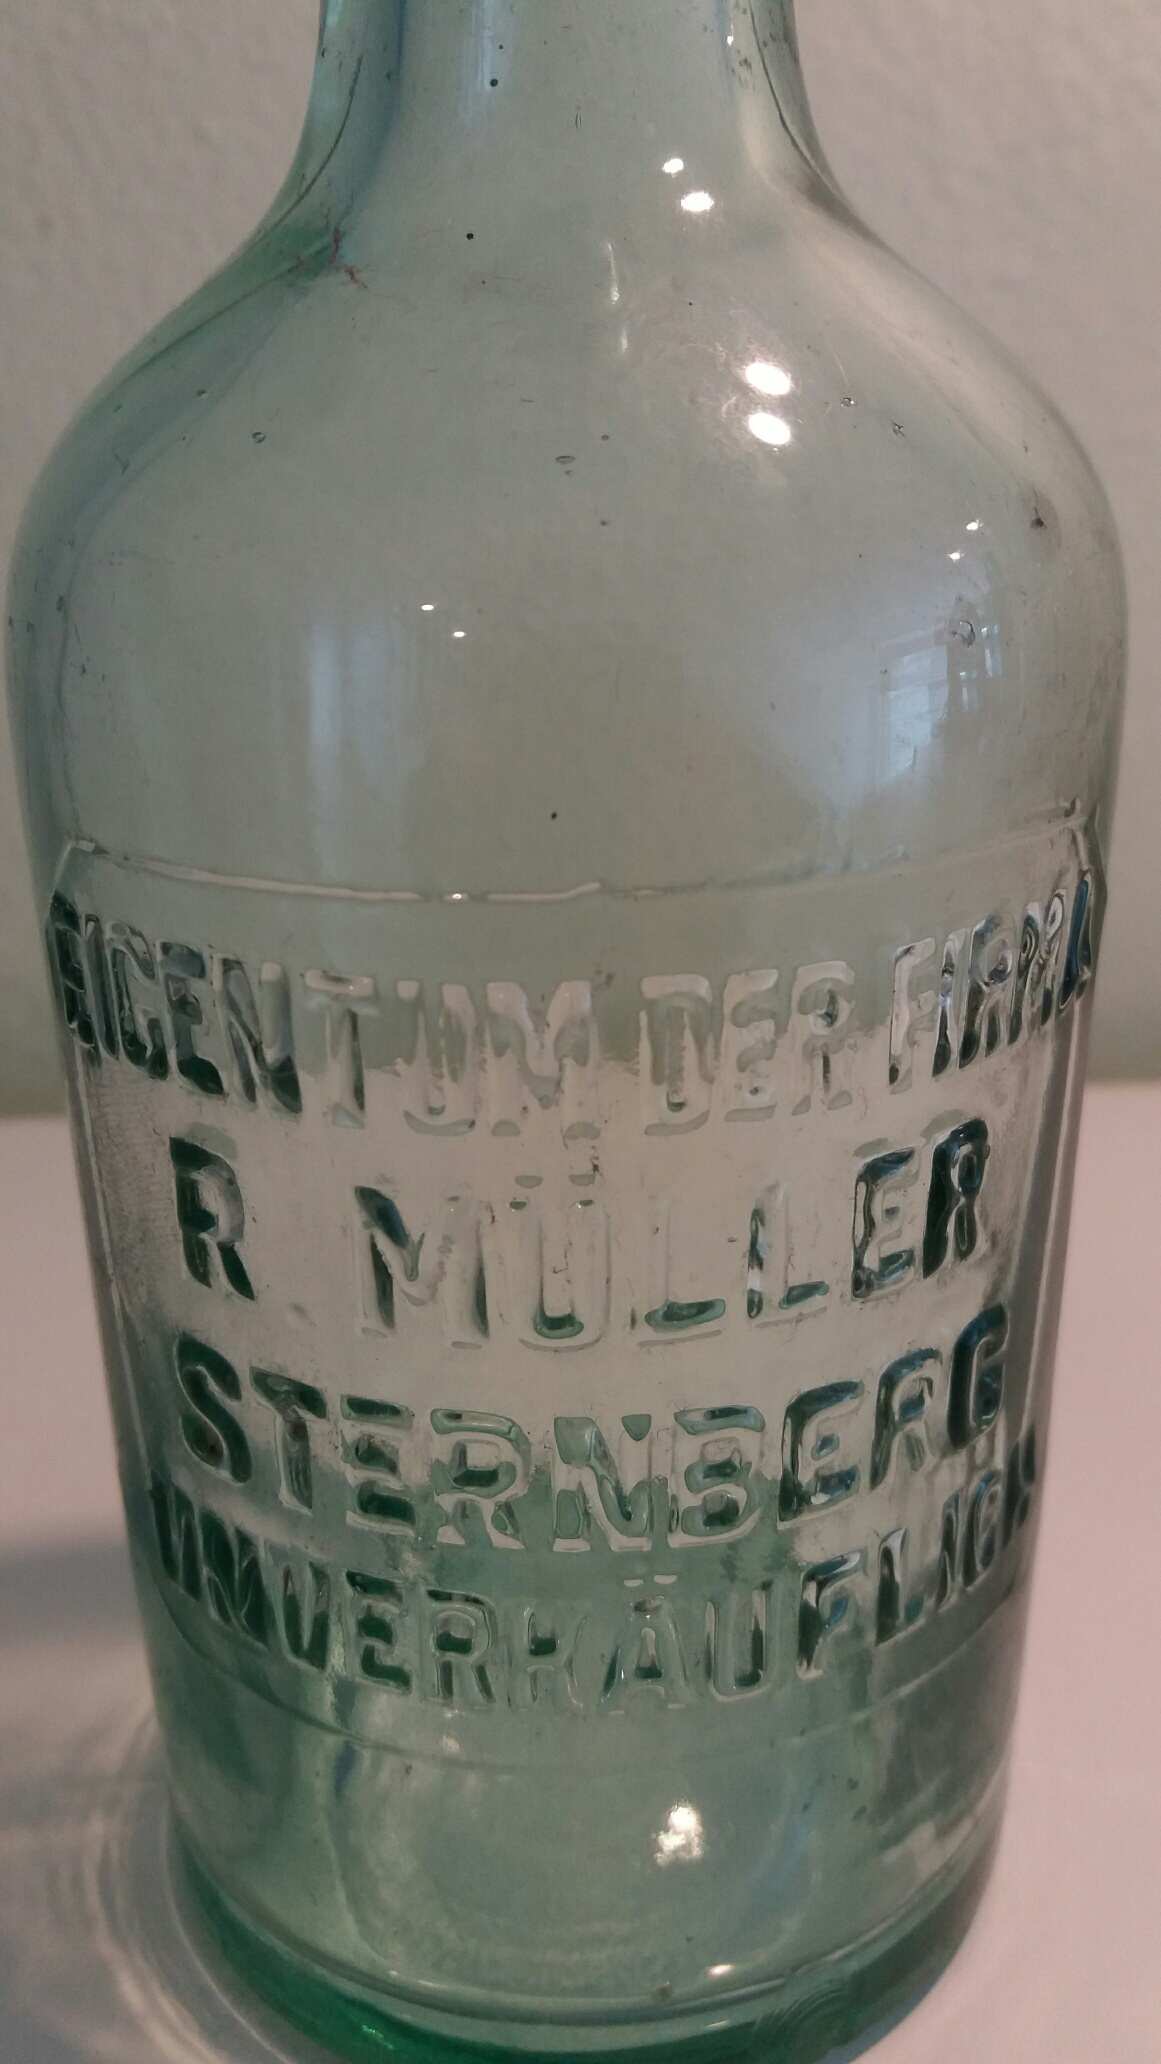 EIGENTUM DER FIRMA
R. MÜLLER
STERNBERG
UNVERKÄUFLICH